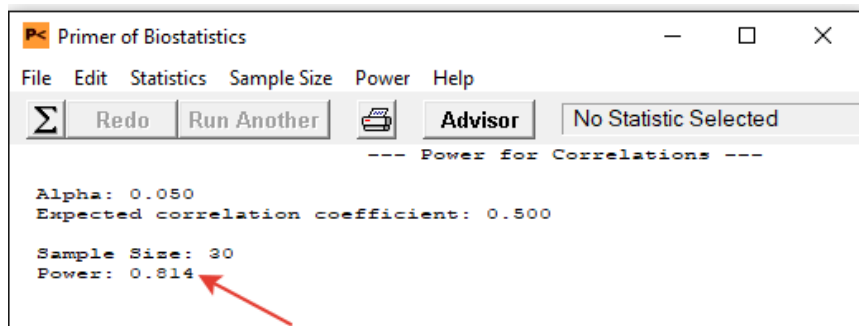 P< Primer of Biostatistics
File Edit Statistics Sample Size Power Help
Σ Redo Run Another Advisor No Statistic Selected
--- Power for Correlations ---
Alpha: 0.050
Expected correlation coefficient: 0.500
Sample Size: 30
Power: 0.814